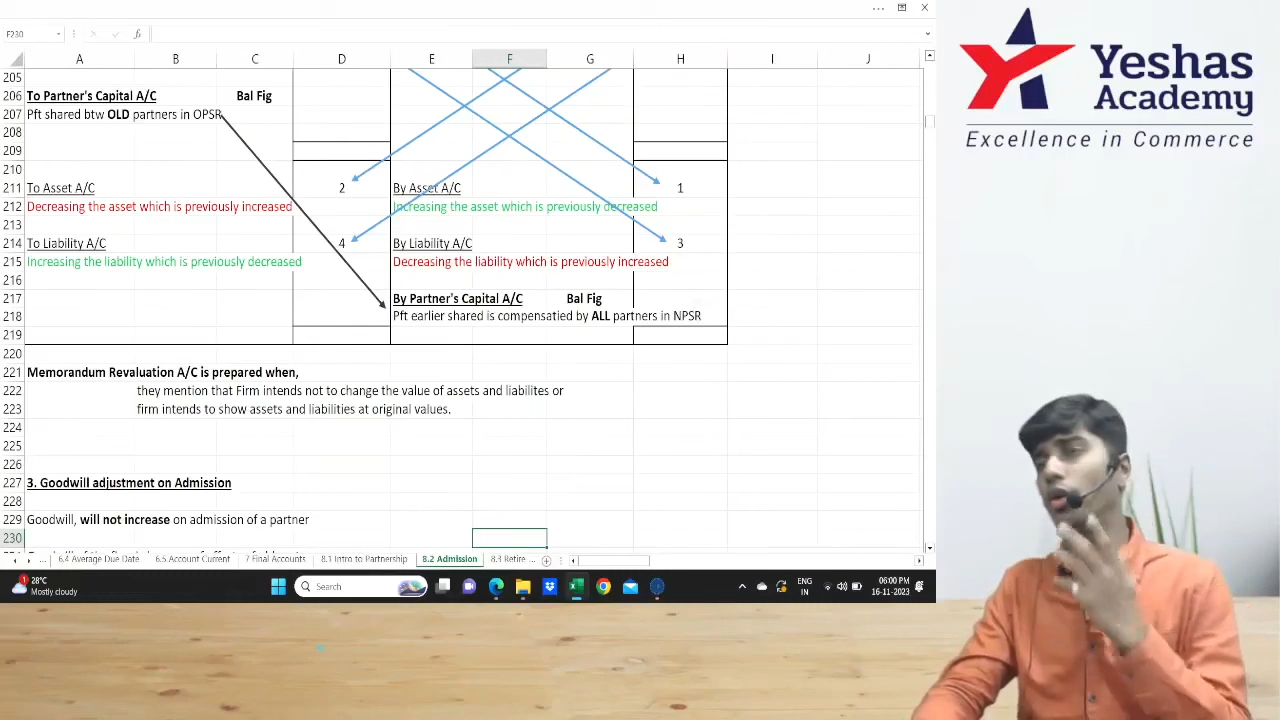 F230
fx
A B C D E F G H I J
205
206 To Partner's Capital A/C Bal Fig
207 Pft shared btw OLD partners in OPSR
208
209
210
211 To Asset A/C 2 By Asset A/C 1
212 Decreasing the asset which is previously increased Increasing the asset which is previously decreased
213
214 To Liability A/C 4 By Liability A/C 3
215 Increasing the liability which is previously decreased Decreasing the liability which is previously increased
216
217 By Partner's Capital A/C Bal Fig
218 Pft earlier shared is compensatied by ALL partners in NPSR
219
220
221 Memorandum Revaluation A/C is prepared when,
222 they mention that Firm intends not to change the value of assets and liabilites or
223 firm intends to show assets and liabilities at original values.
224
225
226
227 3. Goodwill adjustment on Admission
228
229 Goodwill, will not increase on admission of a partner
230
... 6.4 Average Due Date 6.5 Account Current 7 Final Accounts 8.1 Intro to Partnership 8.2 Admission 8.3 Retire ...
1 28°C
Mostly cloudy
Search
ENG
IN
06:00 PM
16-11-2023
Yeshas
Academy
Excellence in Commerce